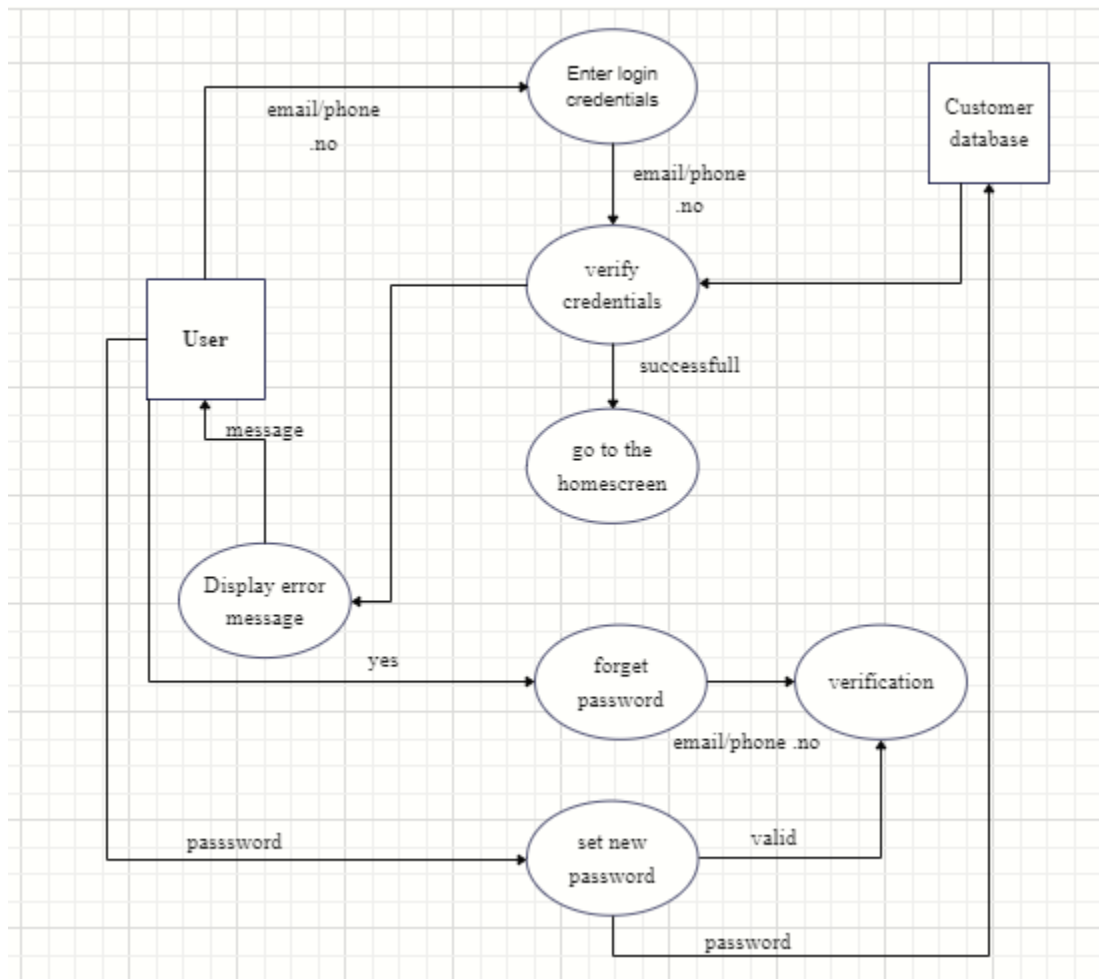 Enter login
credentials
Customer
database
email/phone
.no
email/phone
.no
verify
credentials
User
successfull
message
go to the
homescreen
Display error
message
yes
forget
password
verification
email/phone .no
passsword
set new
password
valid
password